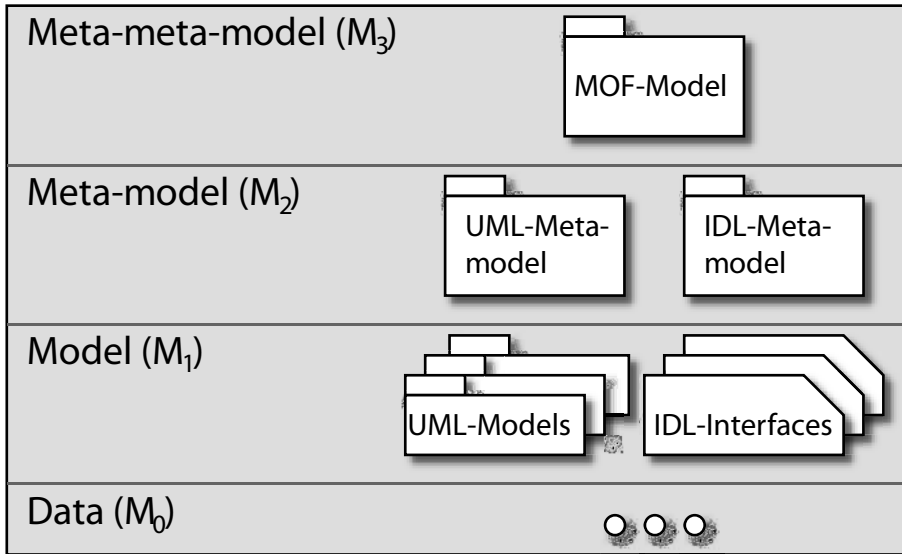 Meta-meta-model (M3)
MOF-Model
Meta-model (M2)
UML-Meta-
model
IDL-Meta-
model
Model (M1)
UML-Models
IDL-Interfaces
Data (M0)